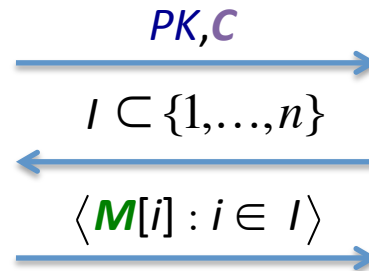 PK,C
I ⊂ {1,…,n}
⟨M[i] : i ∈ I⟩